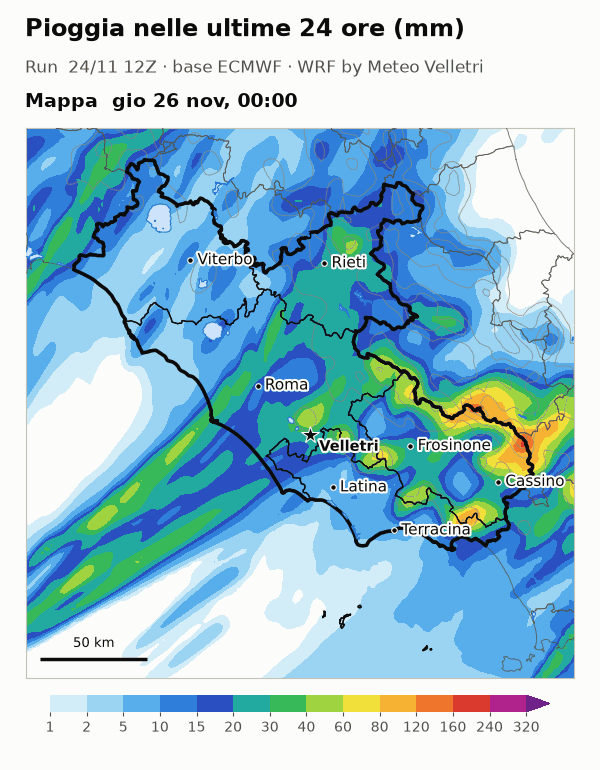 Pioggia nelle ultime 24 ore (mm)
Run  24/11 12Z · base ECMWF · WRF by Meteo Velletri
Mappa  gio 26 nov, 00:00
Viterbo
Rieti
Roma
Velletri
Frosinone
Cassino
Latina
Terracina
50 km
1 2 5 10 15 20 30 40 60 80 120 160 240 320